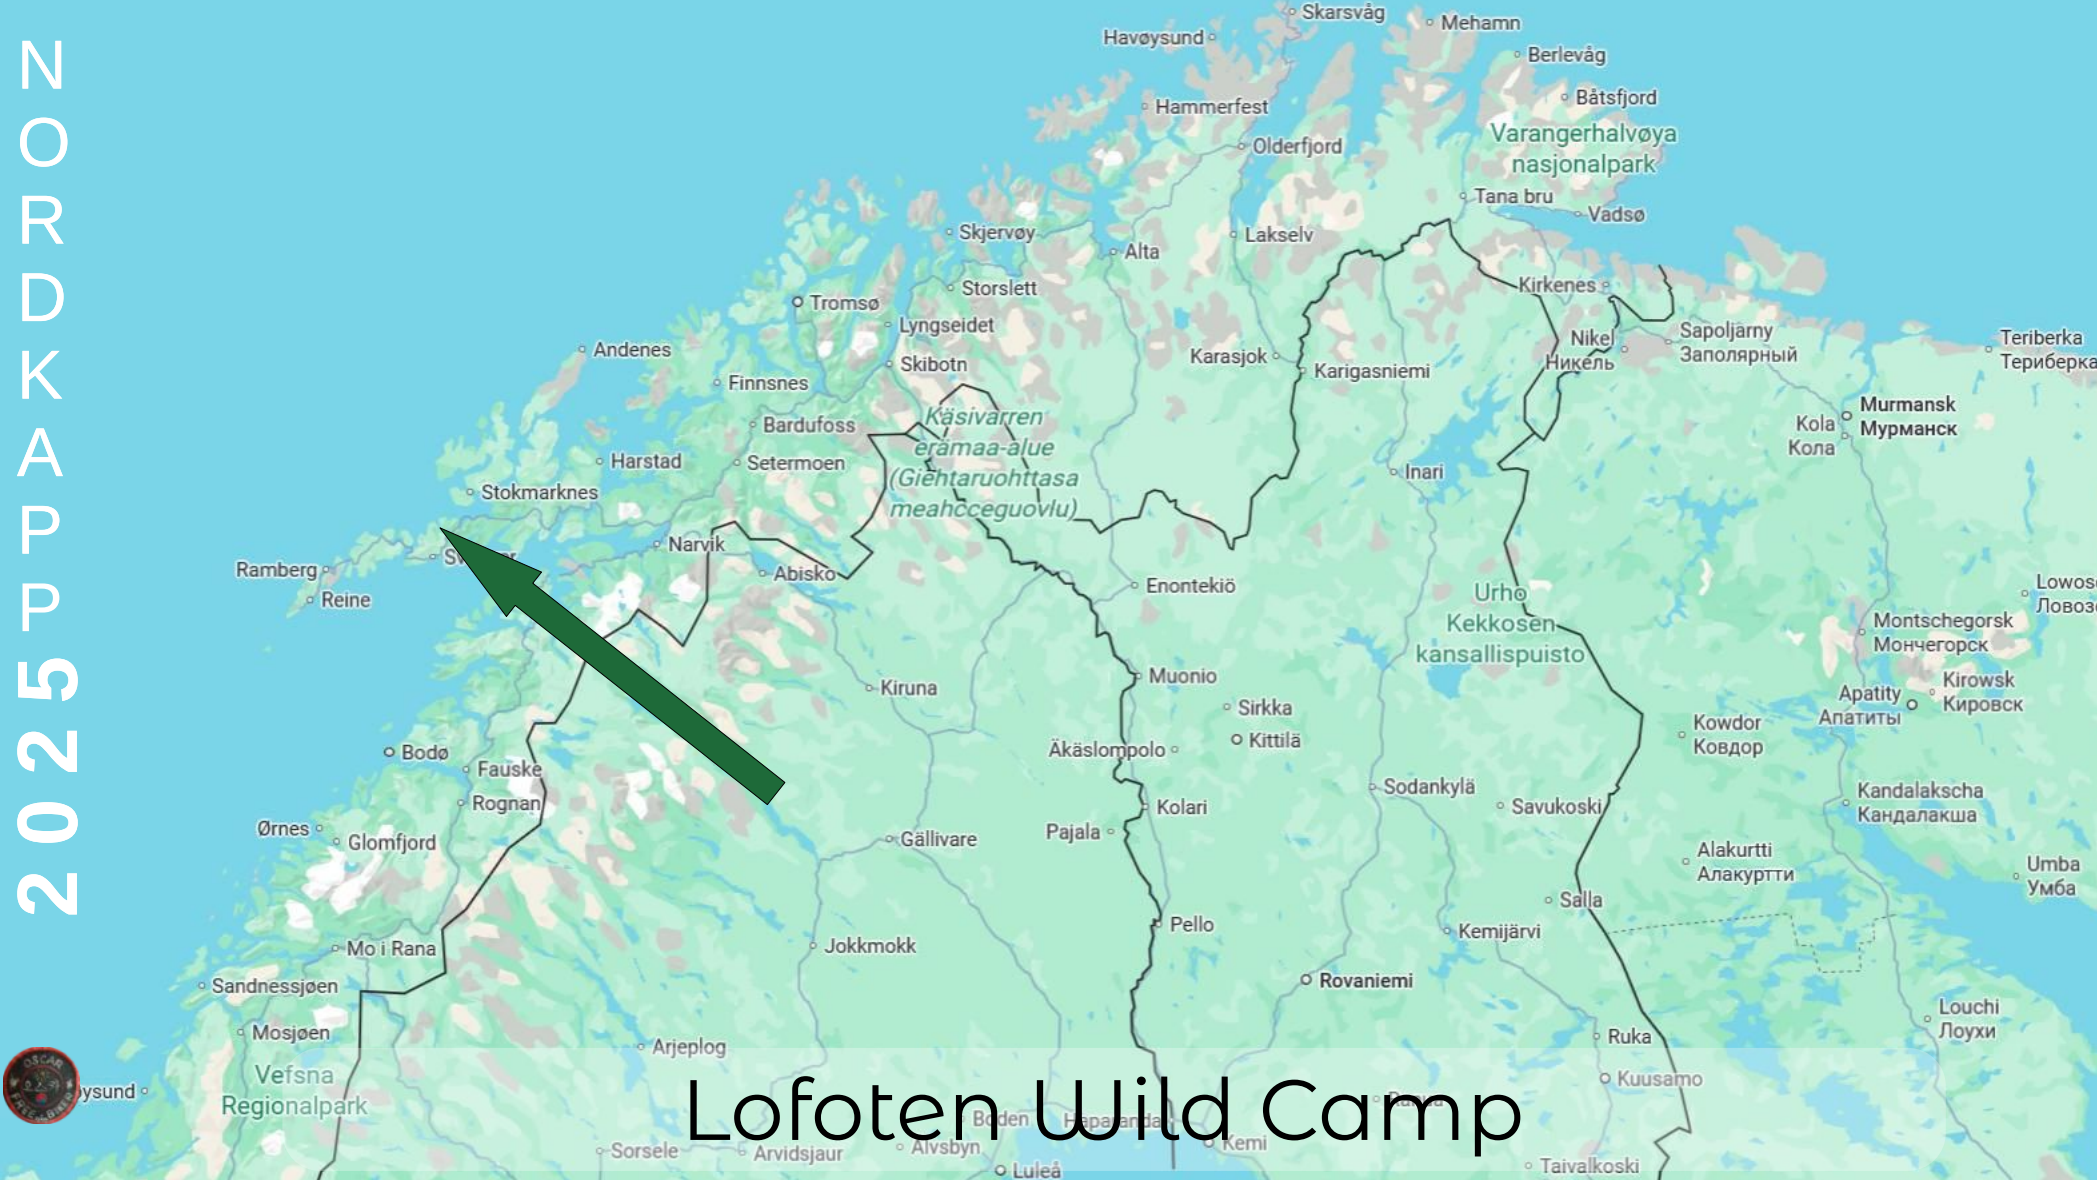 NORDKAPP 2025
Skarsvåg
Mehamn
Havøysund
Berlevåg
Båtsfjord
Hammerfest
Varangerhalvøya
nasjonalpark
Olderfjord
Tana bru
Vadsø
Skjervøy
Lakselv
Alta
Kirkenes
Storslett
Tromsø
Lyngseidet
Nikel
Никель
Sapoljarny
Заполярный
Teriberka
Териберка
Andenes
Skibotn
Karasjok
Karigasniemi
Finnsnes
Murmansk
Мурманск
Kola
Кола
Käsivarren
erämaa-alue
(Giehtaruohttasa
meahcceguovlu)
Bardufoss
Harstad
Setermoen
Inari
Stokmarknes
Narvik
Abisko
Ramberg
Reine
Enontekiö
Urho
Kekkosen
kansallispuisto
Montschegorsk
Мончегорск
Kirowsk
Кировск
Apatity
Апатиты
Muonio
Kiruna
Sirkka
Kittilä
Äkäslompolo
Kowdor
Ковдор
Bodø
Fauske
Rognan
Sodankylä
Savukoski
Kandalakscha
Кандалакша
Kolari
Pajala
Ørnes
Glomfjord
Gällivare
Alakurtti
Алакуртти
Umba
Умба
Salla
Pello
Kemijärvi
Mo i Rana
Jokkmokk
Rovaniemi
Sandnessjøen
Louchi
Лоухи
Mosjøen
Arjeplog
Ruka
Vefsna
Regionalpark
Kuusamo
Lofoten Wild Camp
Boden
Haparanda
Kemi
Sorsele
Arvidsjaur
Älvsbyn
Luleå
Taivalkoski
OSCAR